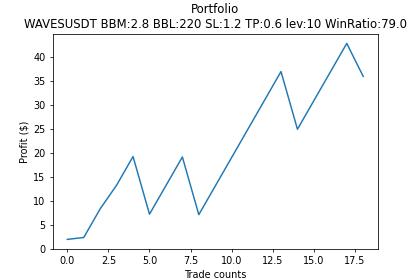 Portfolio
WAVESUSDT BBM:2.8 BBL:220 SL:1.2 TP:0.6 lev:10 WinRatio:79.0
40
35
30
25
20
15
10
5
0
Profit ($)
0.0 2.5 5.0 7.5 10.0 12.5 15.0 17.5
Trade counts